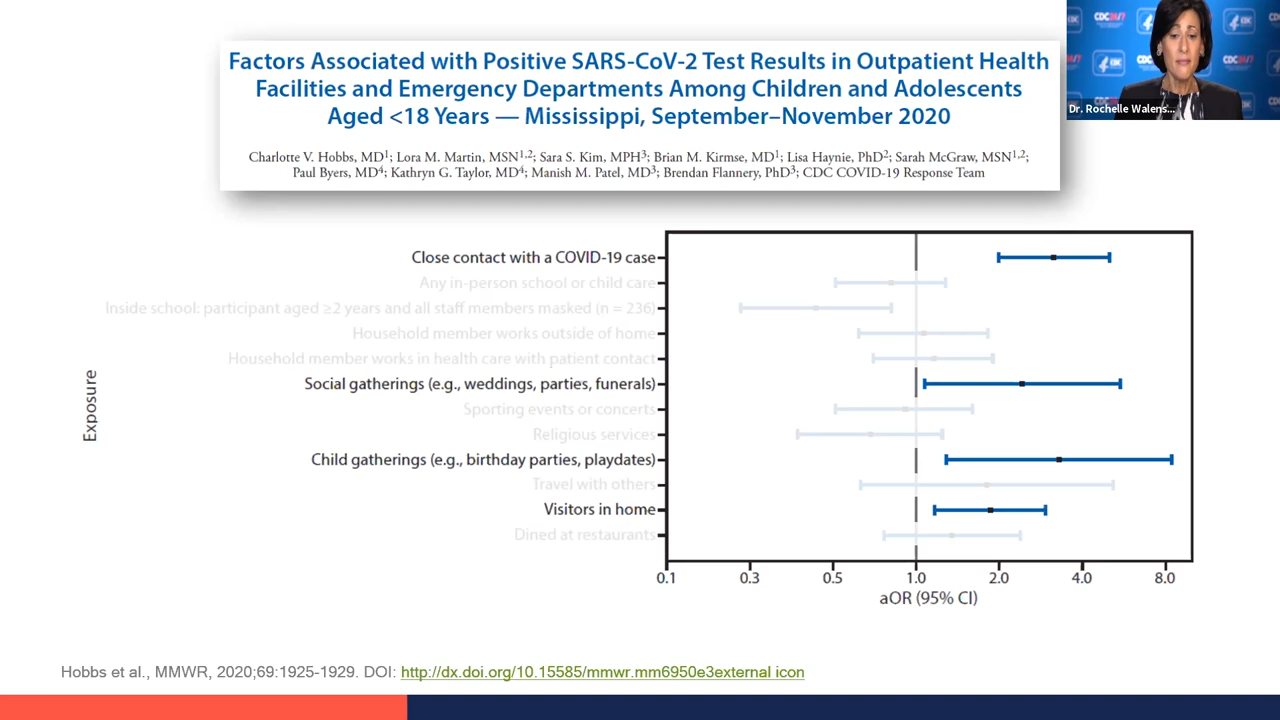 Factors Associated with Positive SARS-CoV-2 Test Results in Outpatient Health
Facilities and Emergency Departments Among Children and Adolescents
Aged <18 Years — Mississippi, September–November 2020
Charlotte V. Hobbs, MD1; Lora M. Martin, MSN1,2; Sara S. Kim, MPH3; Brian M. Kirmse, MD1; Lisa Haynie, PhD2; Sarah McGraw, MSN1,2;
Paul Byers, MD4; Kathryn G. Taylor, MD4; Manish M. Patel, MD3; Brendan Flannery, PhD3; CDC COVID-19 Response Team
CDC 24/7
CDC
Dr. Rochelle Walens...
Exposure
Close contact with a COVID-19 case
Any in-person school or child care
Inside school: participant aged ≥2 years and all staff members masked (n = 236)
Household member works outside of home
Household member works in health care with patient contact
Social gatherings (e.g., weddings, parties, funerals)
Sporting events or concerts
Religious services
Child gatherings (e.g., birthday parties, playdates)
Travel with others
Visitors in home
Dined at restaurants
0.1 0.3 0.5 1.0 2.0 4.0 8.0
aOR (95% CI)
Hobbs et al., MMWR, 2020;69:1925-1929. DOI: http://dx.doi.org/10.15585/mmwr.mm6950e3external icon